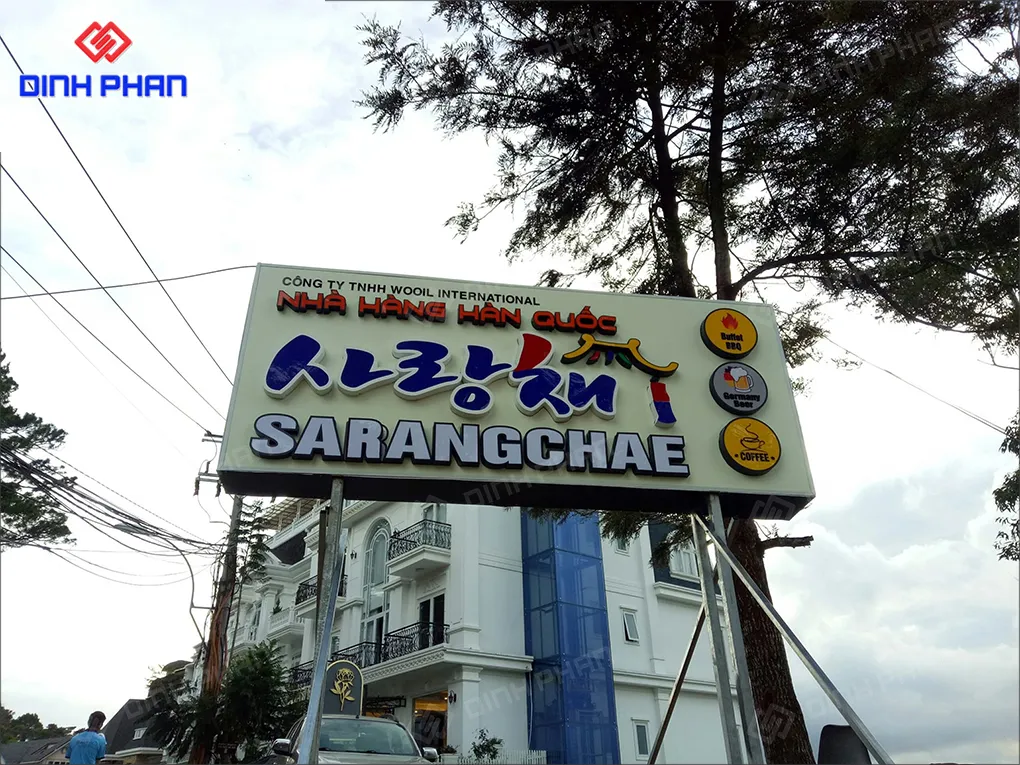 DINH PHAN
CÔNG TY TNHH WOOIL INTERNATIONAL
NHÀ HÀNG HÀN QUỐC
사랑채
SARANGCHAE
Buffet
BBQ
Germany
Beer
COFFEE